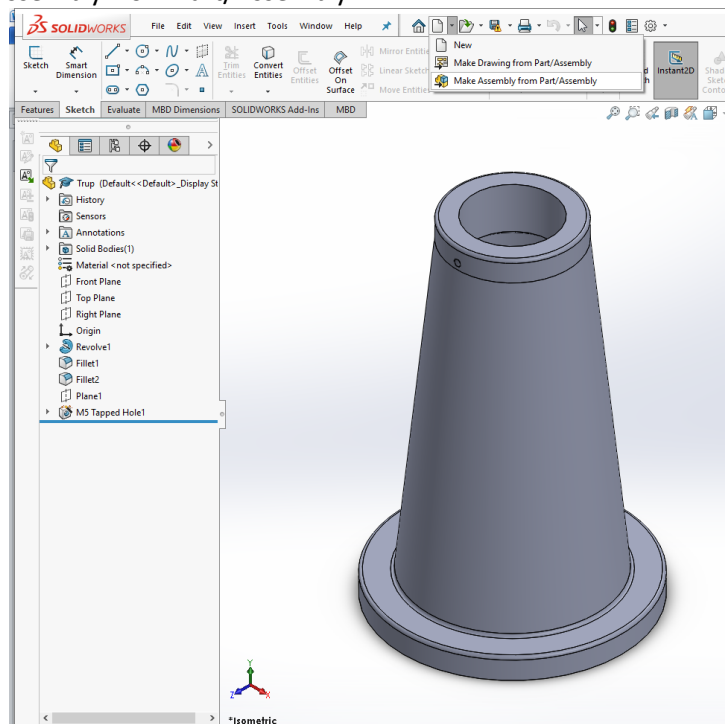 SOLIDWORKS File Edit View Insert Tools Window Help
New
Make Drawing from Part/Assembly
Make Assembly from Part/Assembly
Sketch
Smart Dimension
Trim Entities
Convert Entities
Offset Entities
Offset On Surface
Mirror Entitie
Linear Sketch
Move Entitie
Instant2D
Features Sketch Evaluate MBD Dimensions SOLIDWORKS Add-Ins MBD
Trup (Default<<Default>_Display St
History
Sensors
Annotations
Solid Bodies(1)
Material <not specified>
Front Plane
Top Plane
Right Plane
Origin
Revolve1
Fillet1
Fillet2
Plane1
M5 Tapped Hole1
Y
Z X
*Isometric